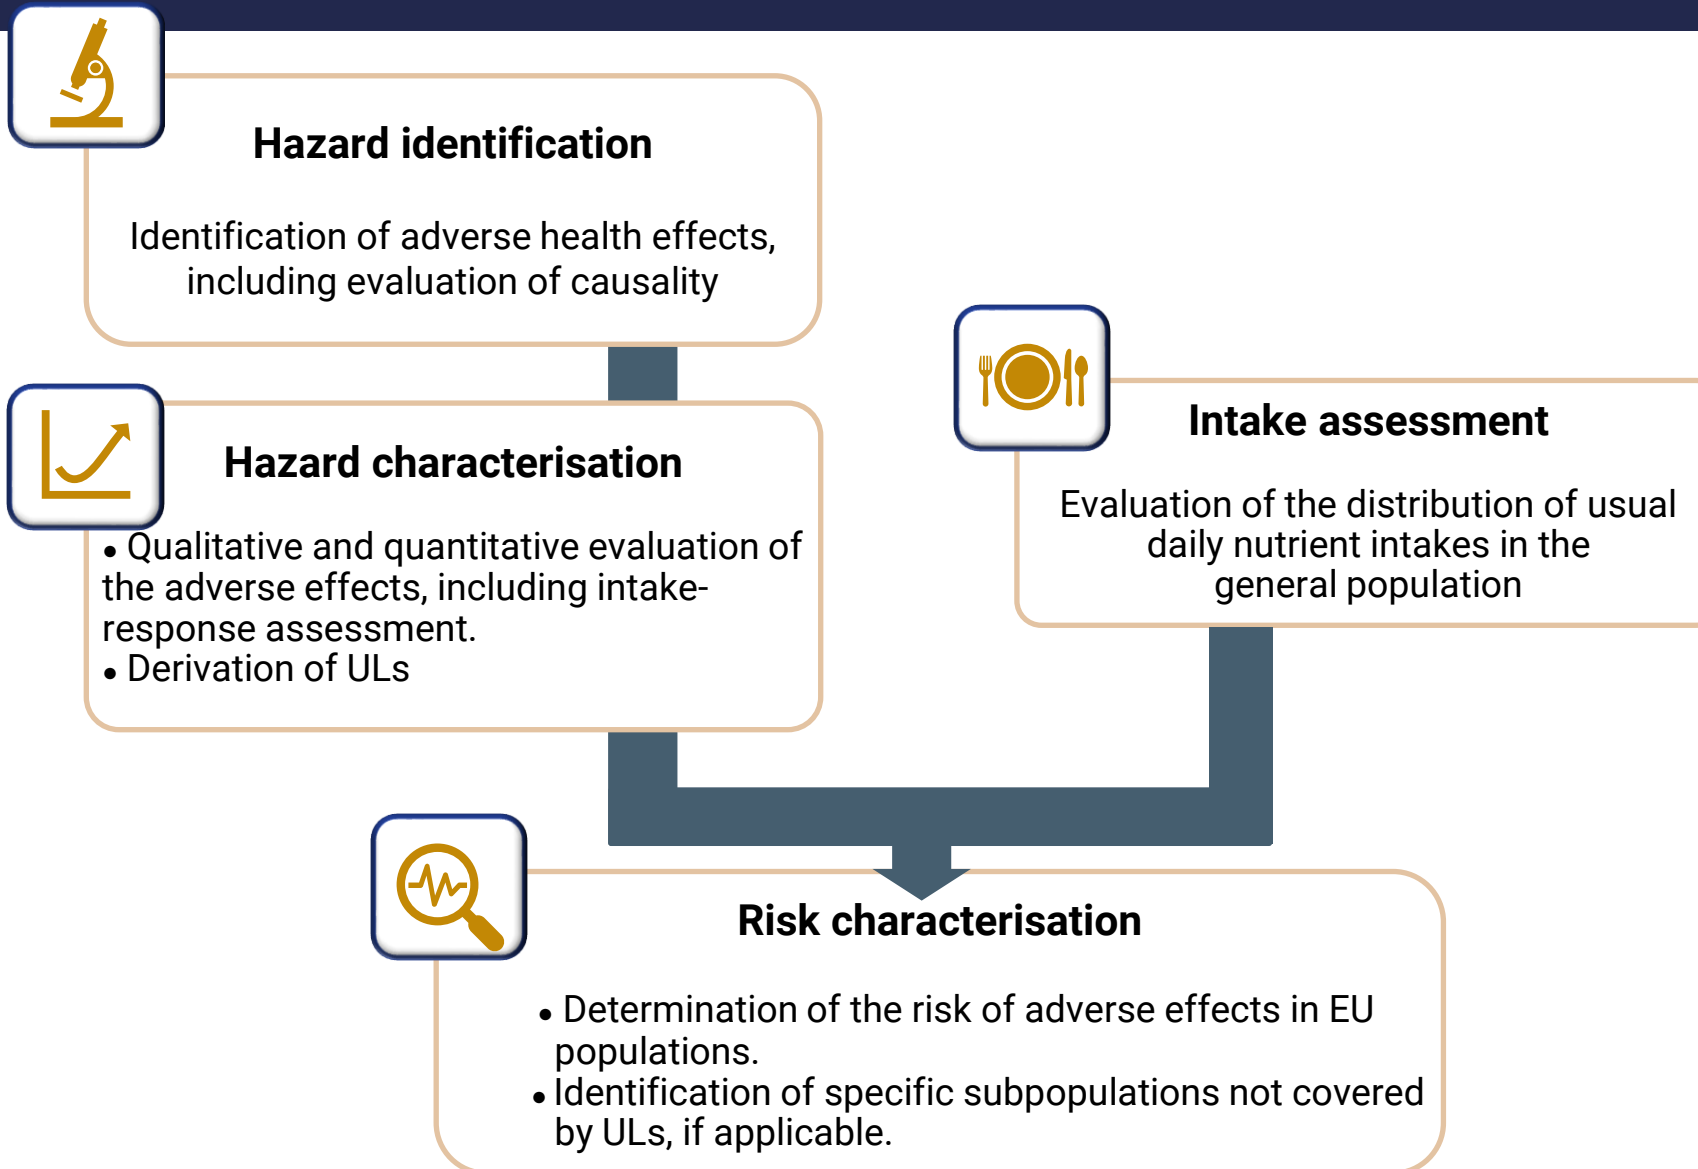 Hazard identification
Identification of adverse health effects,
including evaluation of causality
Hazard characterisation
• Qualitative and quantitative evaluation of
the adverse effects, including intake-
response assessment.
• Derivation of ULs
Intake assessment
Evaluation of the distribution of usual
daily nutrient intakes in the
general population
Risk characterisation
• Determination of the risk of adverse effects in EU
populations.
• Identification of specific subpopulations not covered
by ULs, if applicable.